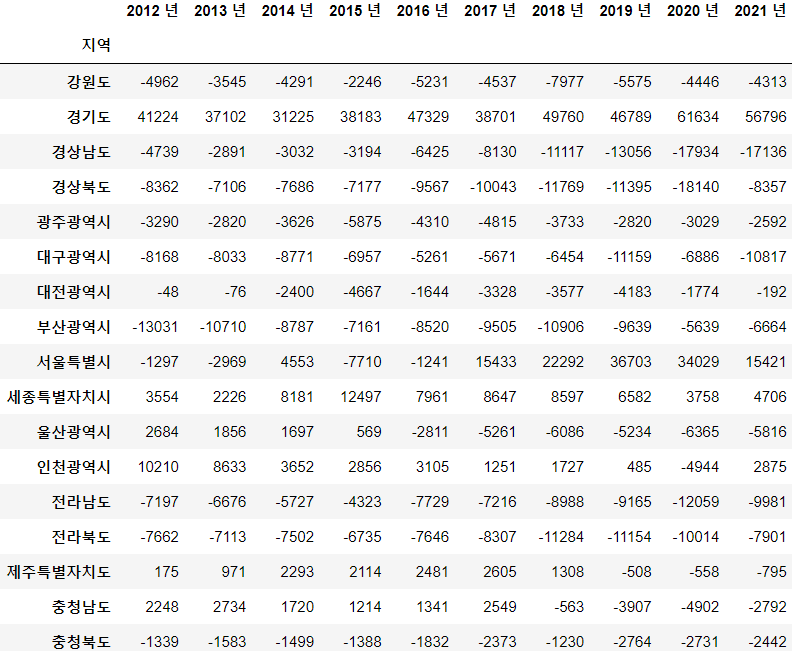 2012 년 2013 년 2014 년 2015 년 2016 년 2017 년 2018 년 2019 년 2020 년 2021 년
지역
강원도 -4962 -3545 -4291 -2246 -5231 -4537 -7977 -5575 -4446 -4313
경기도 41224 37102 31225 38183 47329 38701 49760 46789 61634 56796
경상남도 -4739 -2891 -3032 -3194 -6425 -8130 -11117 -13056 -17934 -17136
경상북도 -8362 -7106 -7686 -7177 -9567 -10043 -11769 -11395 -18140 -8357
광주광역시 -3290 -2820 -3626 -5875 -4310 -4815 -3733 -2820 -3029 -2592
대구광역시 -8168 -8033 -8771 -6957 -5261 -5671 -6454 -11159 -6886 -10817
대전광역시 -48 -76 -2400 -4667 -1644 -3328 -3577 -4183 -1774 -192
부산광역시 -13031 -10710 -8787 -7161 -8520 -9505 -10906 -9639 -5639 -6664
서울특별시 -1297 -2969 4553 -7710 -1241 15433 22292 36703 34029 15421
세종특별자치시 3554 2226 8181 12497 7961 8647 8597 6582 3758 4706
울산광역시 2684 1856 1697 569 -2811 -5261 -6086 -5234 -6365 -5816
인천광역시 10210 8633 3652 2856 3105 1251 1727 485 -4944 2875
전라남도 -7197 -6676 -5727 -4323 -7729 -7216 -8988 -9165 -12059 -9981
전라북도 -7662 -7113 -7502 -6735 -7646 -8307 -11284 -11154 -10014 -7901
제주특별자치도 175 971 2293 2114 2481 2605 1308 -508 -558 -795
충청남도 2248 2734 1720 1214 1341 2549 -563 -3907 -4902 -2792
충청북도 -1339 -1583 -1499 -1388 -1832 -2373 -1230 -2764 -2731 -2442